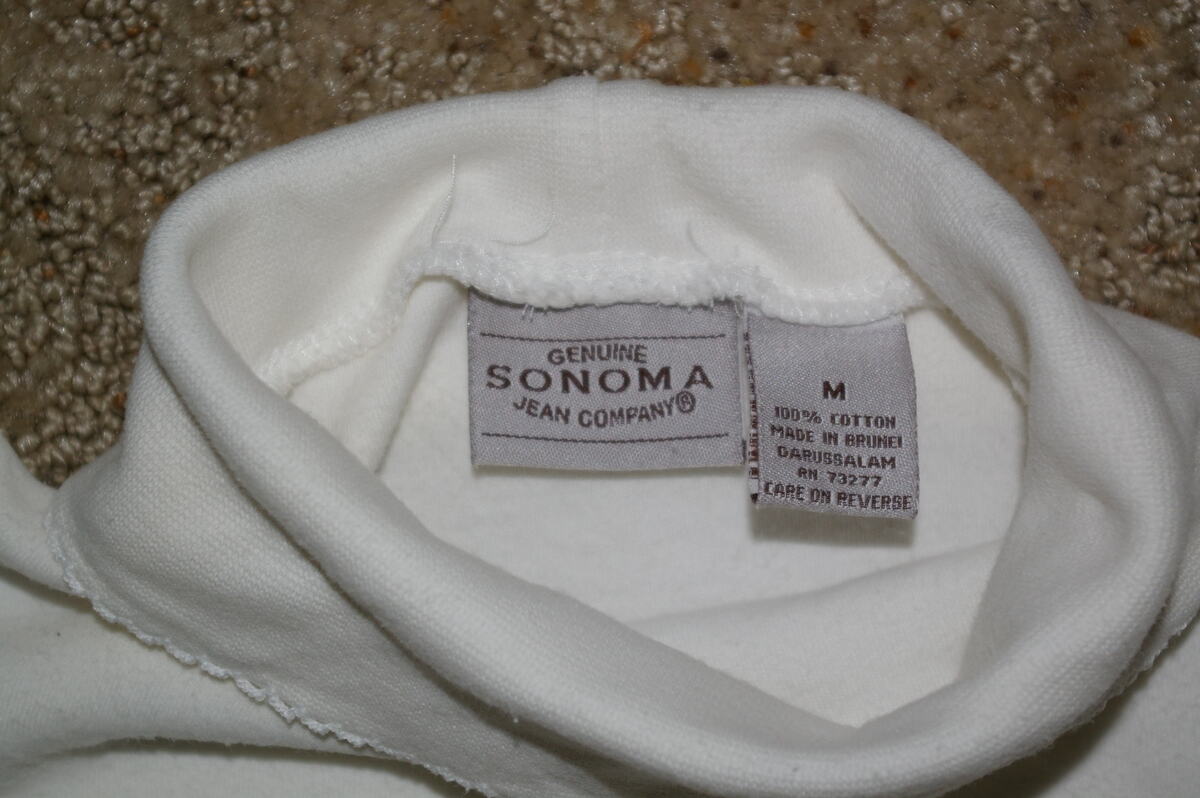 GENUINE
SONOMA
JEAN COMPANY®
M
100% COTTON
MADE IN BRUNEI
DARUSSALAM
RN 73277
CARE ON REVERSE